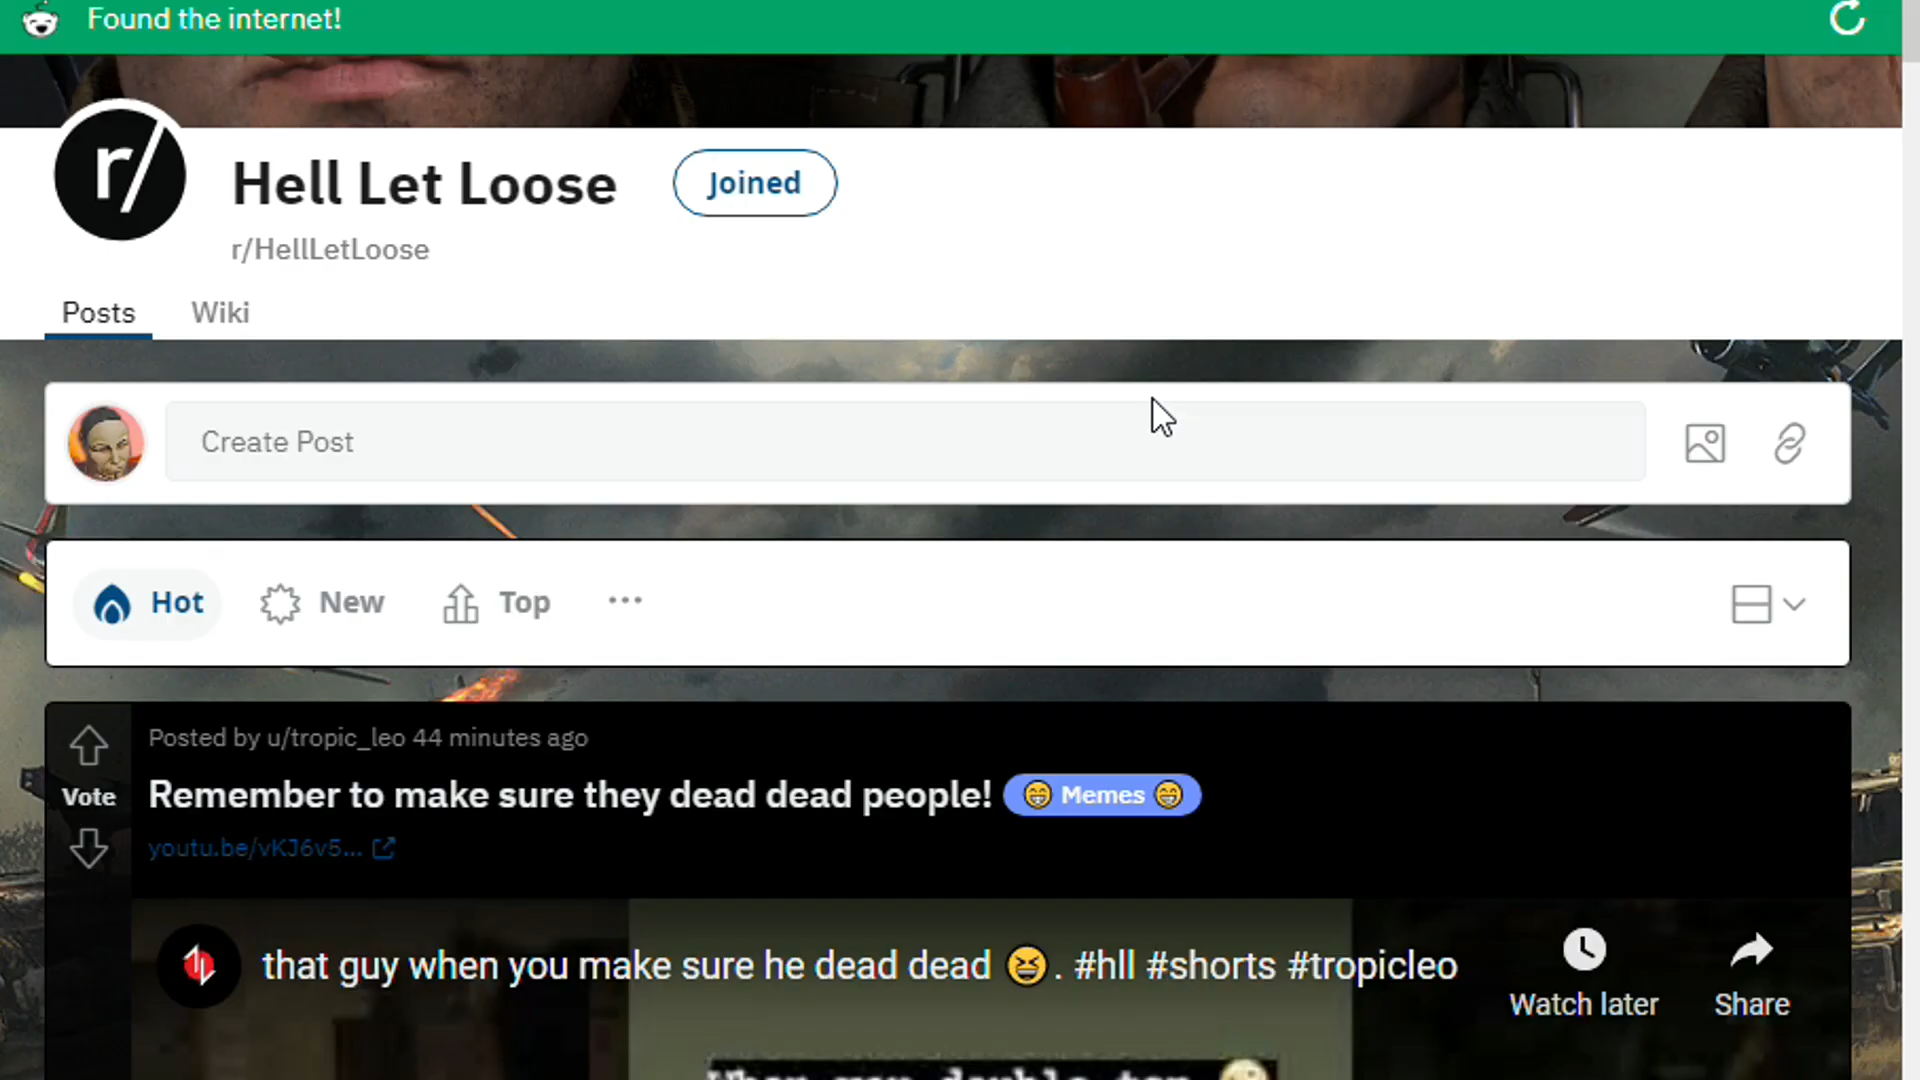 Found the internet!
r/
Hell Let Loose
Joined
r/HellLetLoose
Posts
Wiki
Create Post
Hot
New
Top
Posted by u/tropic_leo 44 minutes ago
Vote
Remember to make sure they dead dead people! 😁 Memes 😁
youtu.be/vKJ6v5...
that guy when you make sure he dead dead 😆. #hll #shorts #tropicleo
Watch later
Share